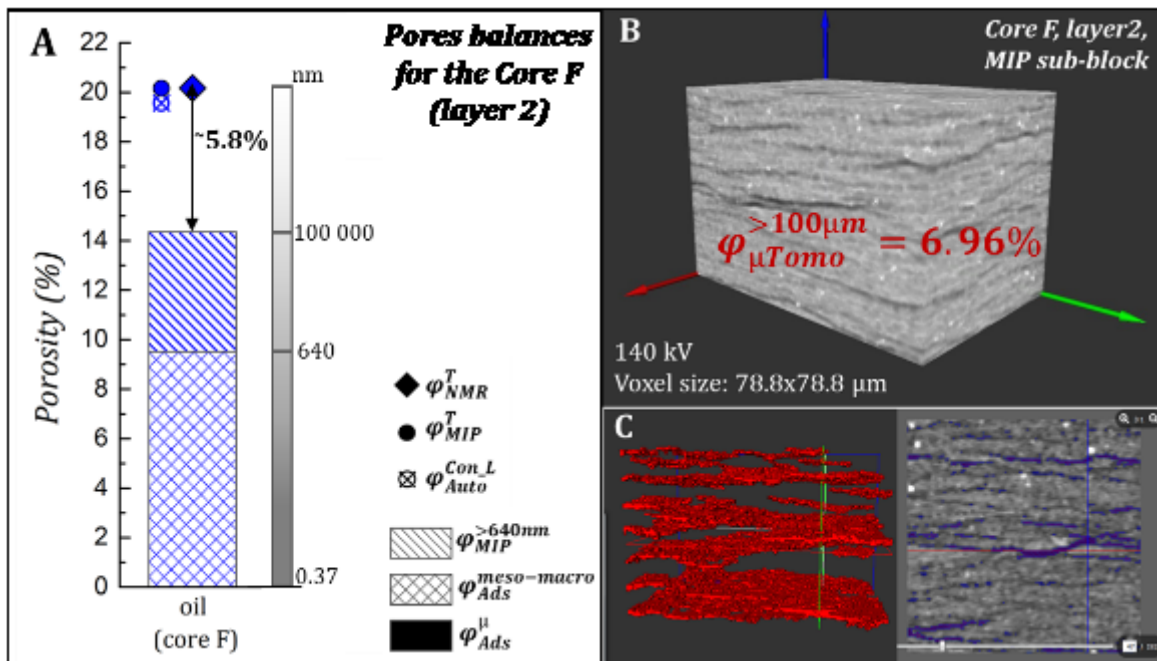 A
Pores balances
for the Core F
(layer 2)
22
20
18
16
14
12
10
8
6
4
2
0
Porosity (%)
nm
~5.8%
100 000
640
0.37
oil
(core F)
φ^T_NMR
φ^T_MIP
φ^Con_L_Auto
φ^>640nm_MIP
φ^meso-macro_Ads
φ^μ_Ads
B
Core F, layer2,
MIP sub-block
φ^>100μm_μTomo = 6.96%
140 kV
Voxel size: 78.8x78.8 μm
C